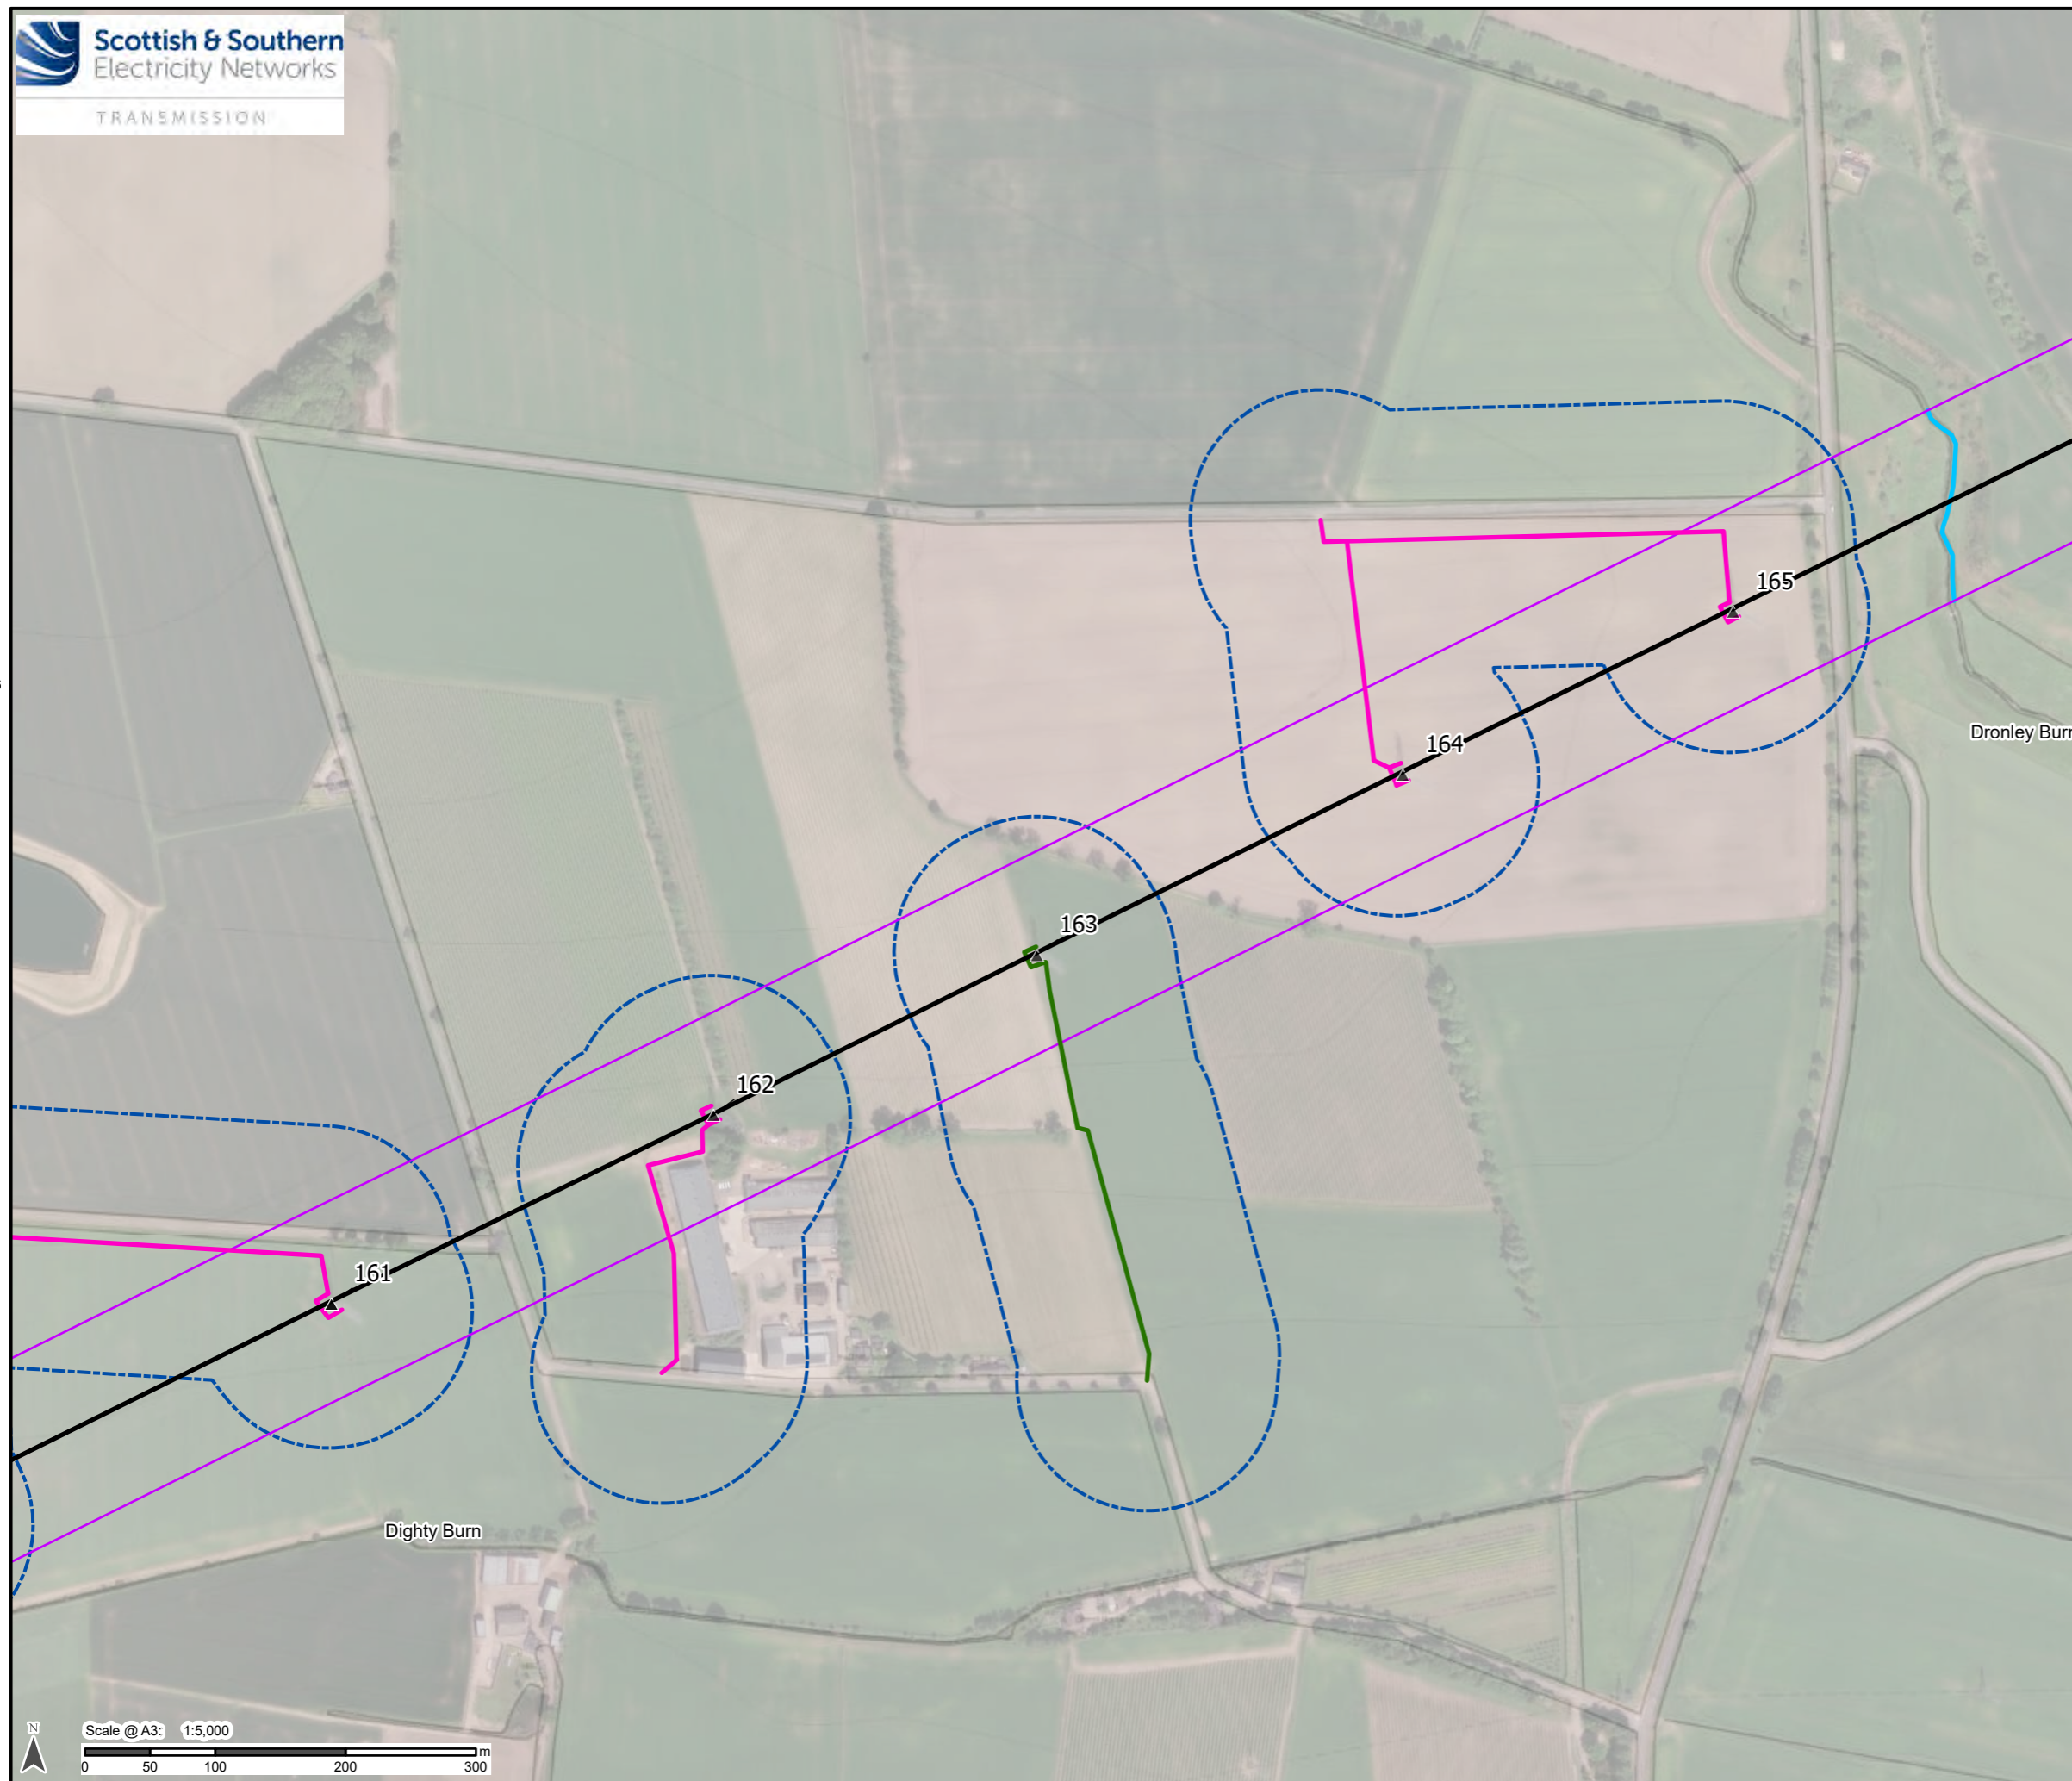 Scottish & Southern
Electricity Networks
TRANSMISSION
165
Dronley Burn
164
163
162
161
Dighty Burn
N
Scale @ A3: 1:5,000
m
0 50 100 200 300